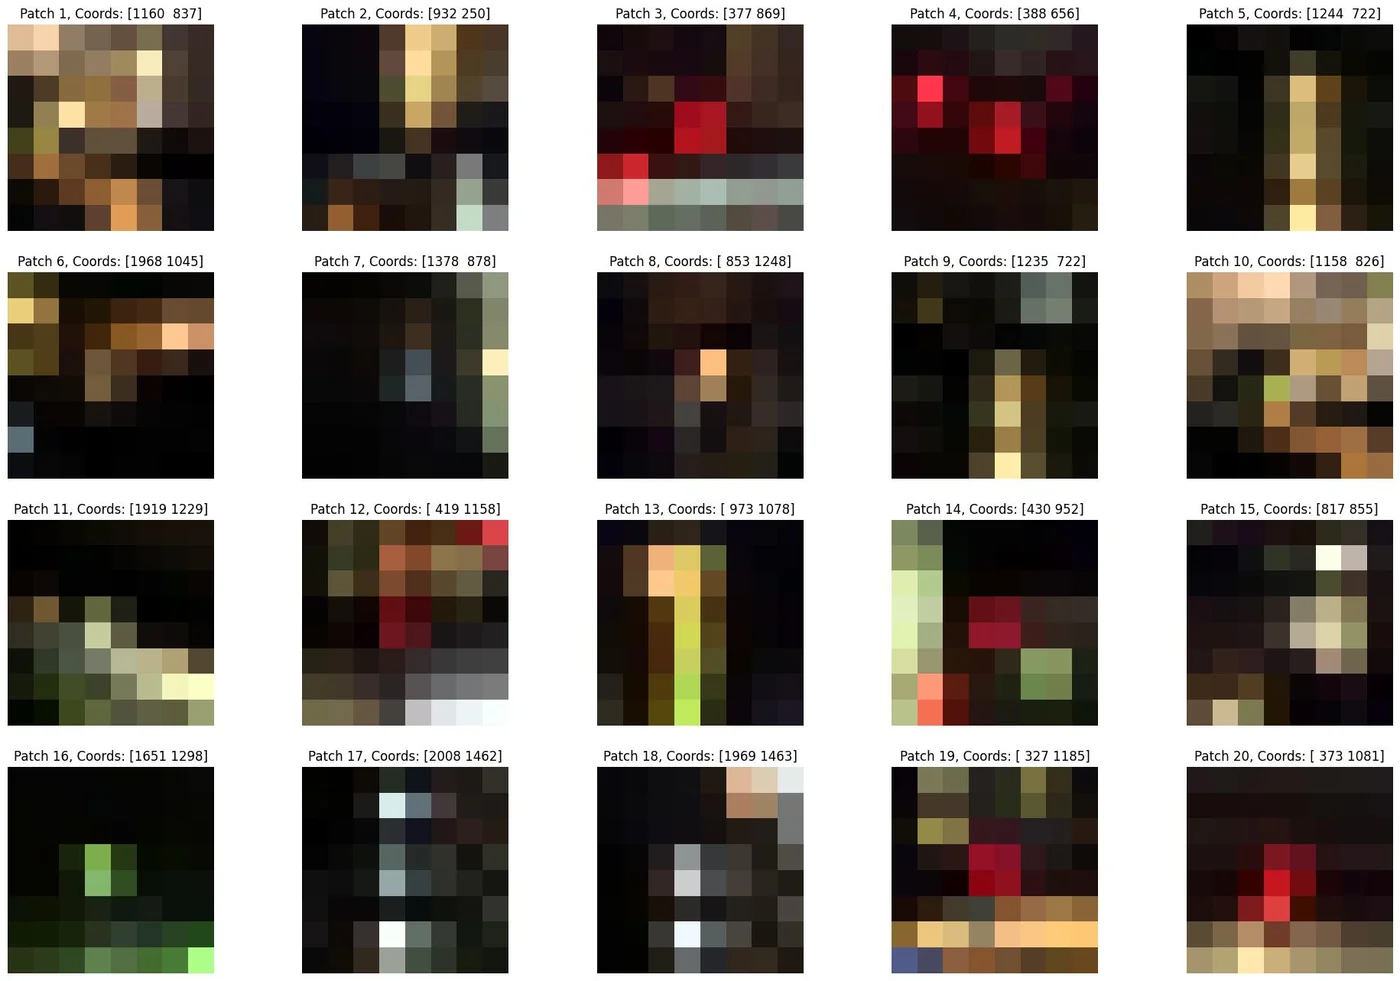 Patch 1, Coords: [1160  837]
Patch 2, Coords: [932 250]
Patch 3, Coords: [377 869]
Patch 4, Coords: [388 656]
Patch 5, Coords: [1244  722]
Patch 6, Coords: [1968 1045]
Patch 7, Coords: [1378  878]
Patch 8, Coords: [ 853 1248]
Patch 9, Coords: [1235  722]
Patch 10, Coords: [1158  826]
Patch 11, Coords: [1919 1229]
Patch 12, Coords: [ 419 1158]
Patch 13, Coords: [ 973 1078]
Patch 14, Coords: [430 952]
Patch 15, Coords: [817 855]
Patch 16, Coords: [1651 1298]
Patch 17, Coords: [2008 1462]
Patch 18, Coords: [1969 1463]
Patch 19, Coords: [ 327 1185]
Patch 20, Coords: [ 373 1081]